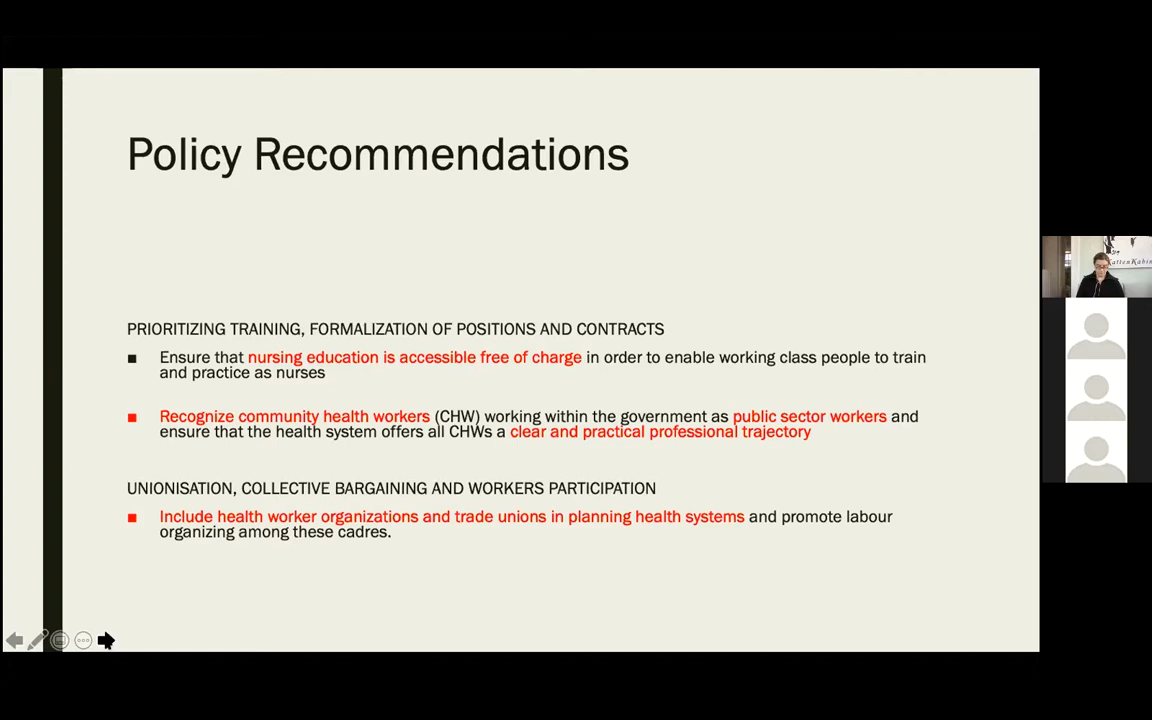 Policy Recommendations
PRIORITIZING TRAINING, FORMALIZATION OF POSITIONS AND CONTRACTS
Ensure that nursing education is accessible free of charge in order to enable working class people to train
and practice as nurses
Recognize community health workers (CHW) working within the government as public sector workers and
ensure that the health system offers all CHWs a clear and practical professional trajectory
UNIONISATION, COLLECTIVE BARGAINING AND WORKERS PARTICIPATION
Include health worker organizations and trade unions in planning health systems and promote labour
organizing among these cadres.